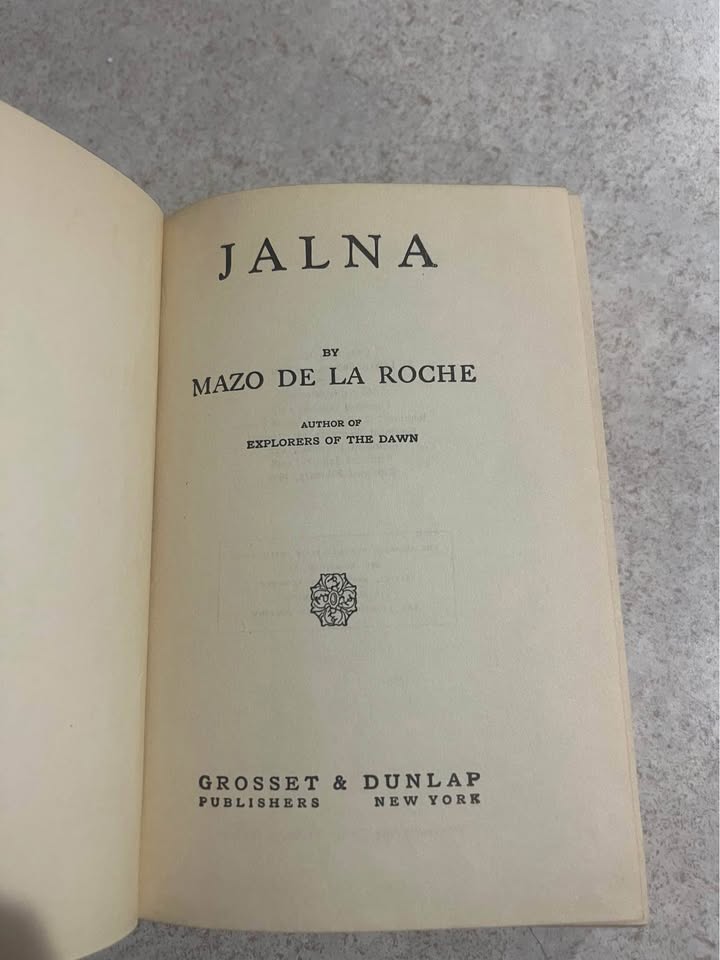 JALNA
BY
MAZO DE LA ROCHE
AUTHOR OF
EXPLORERS OF THE DAWN
GROSSET & DUNLAP
PUBLISHERS NEW YORK